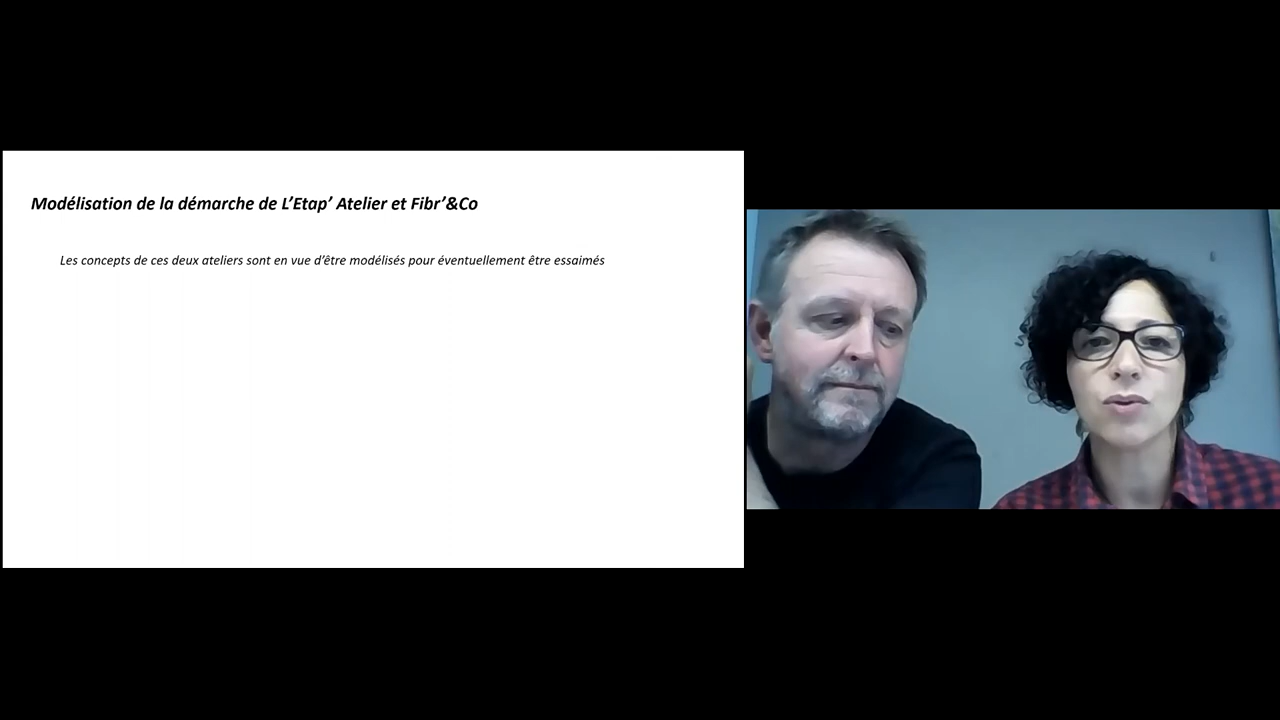 Modélisation de la démarche de L’Etap’ Atelier et Fibr’&Co
Les concepts de ces deux ateliers sont en vue d’être modélisés pour éventuellement être essaimés